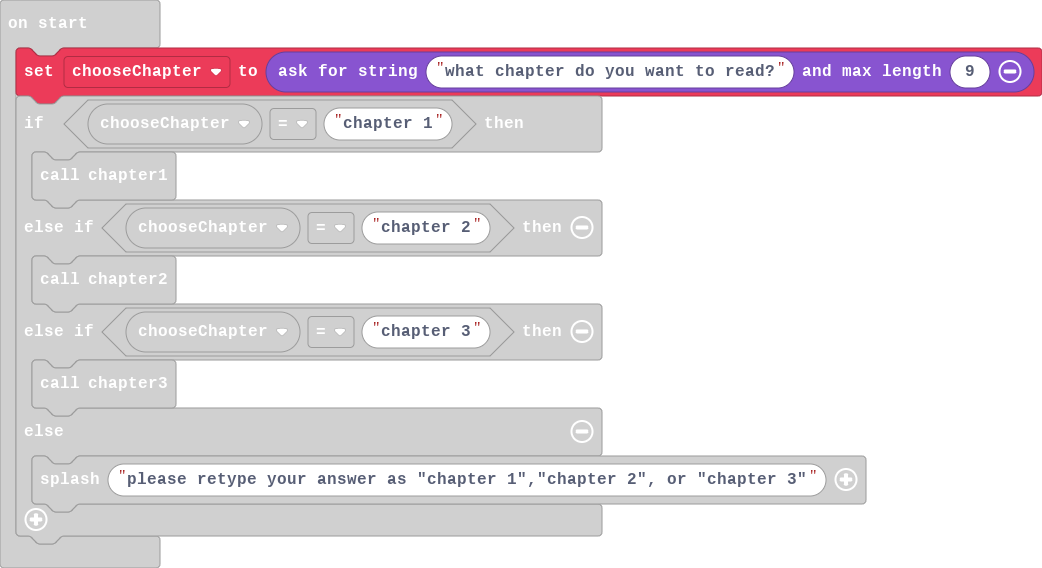 on start
set chooseChapter to ask for string "what chapter do you want to read?" and max length 9
if chooseChapter = "chapter 1" then
call chapter1
else if chooseChapter = "chapter 2" then
call chapter2
else if chooseChapter = "chapter 3" then
call chapter3
else
splash "please retype your answer as "chapter 1","chapter 2", or "chapter 3""